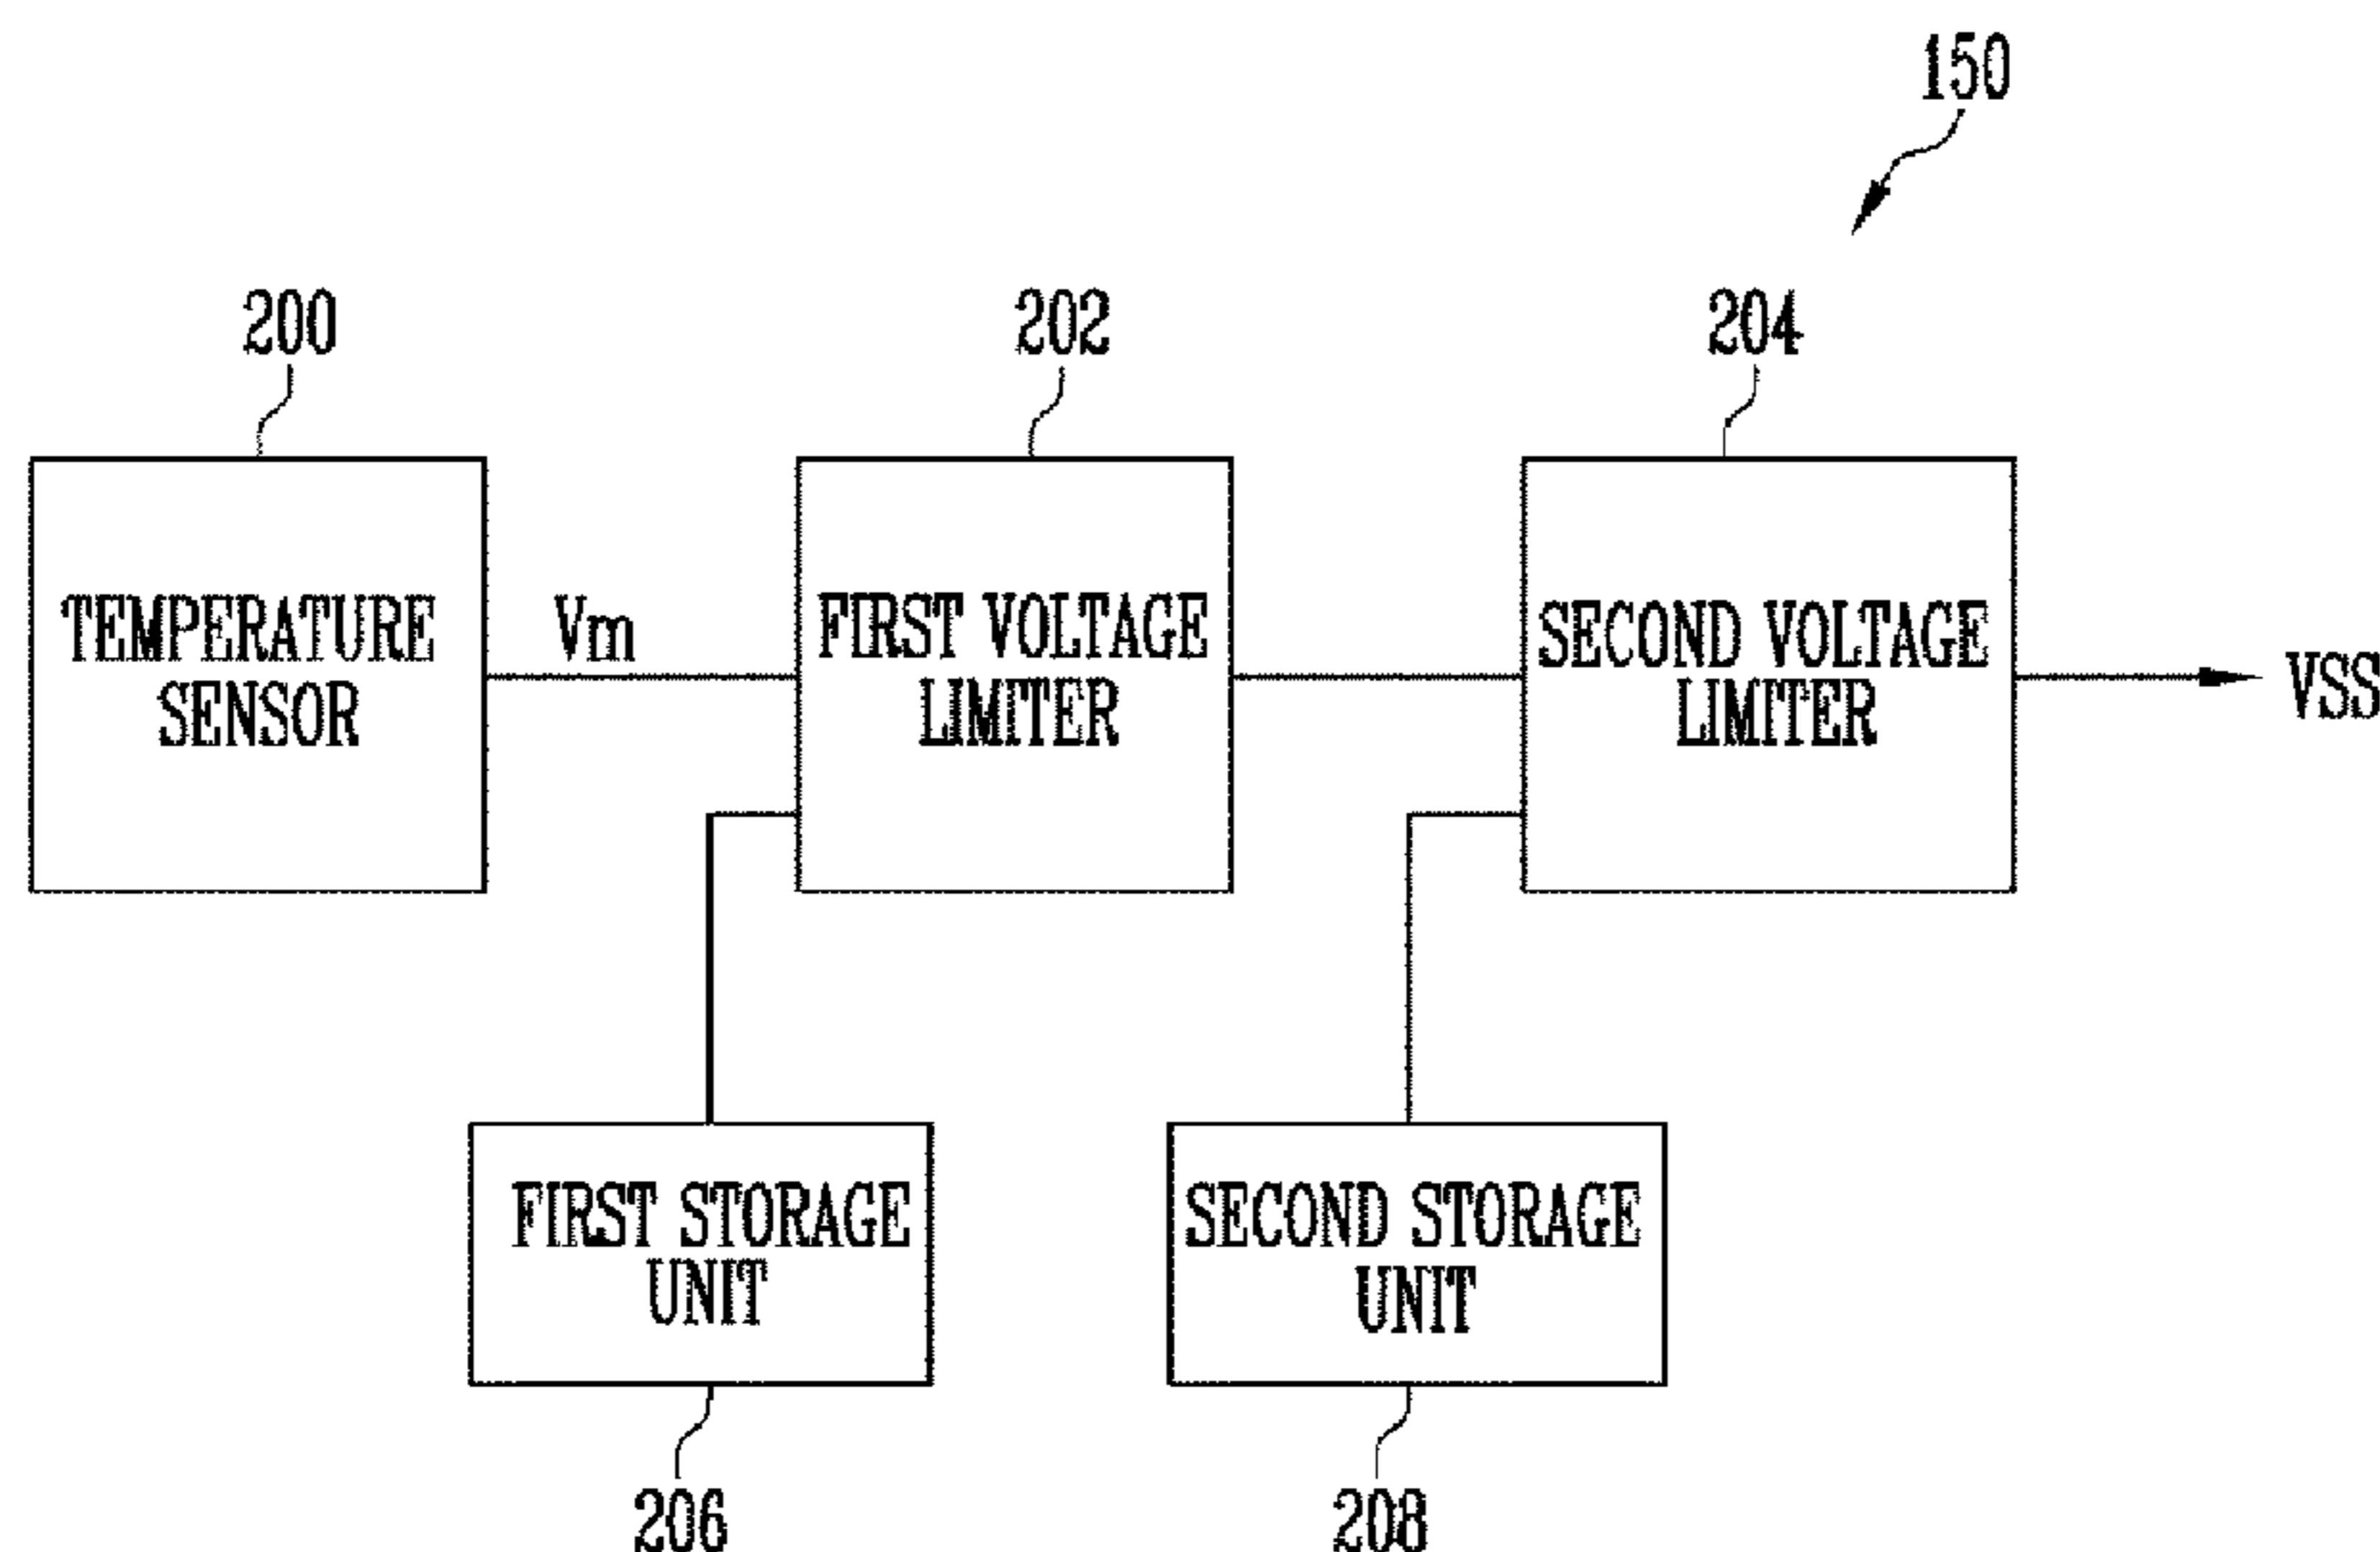 150
200
202
204
TEMPERATURE
SENSOR
Vm
FIRST VOLTAGE
LIMITER
SECOND VOLTAGE
LIMITER
VSS
FIRST STORAGE
UNIT
SECOND STORAGE
UNIT
206
208